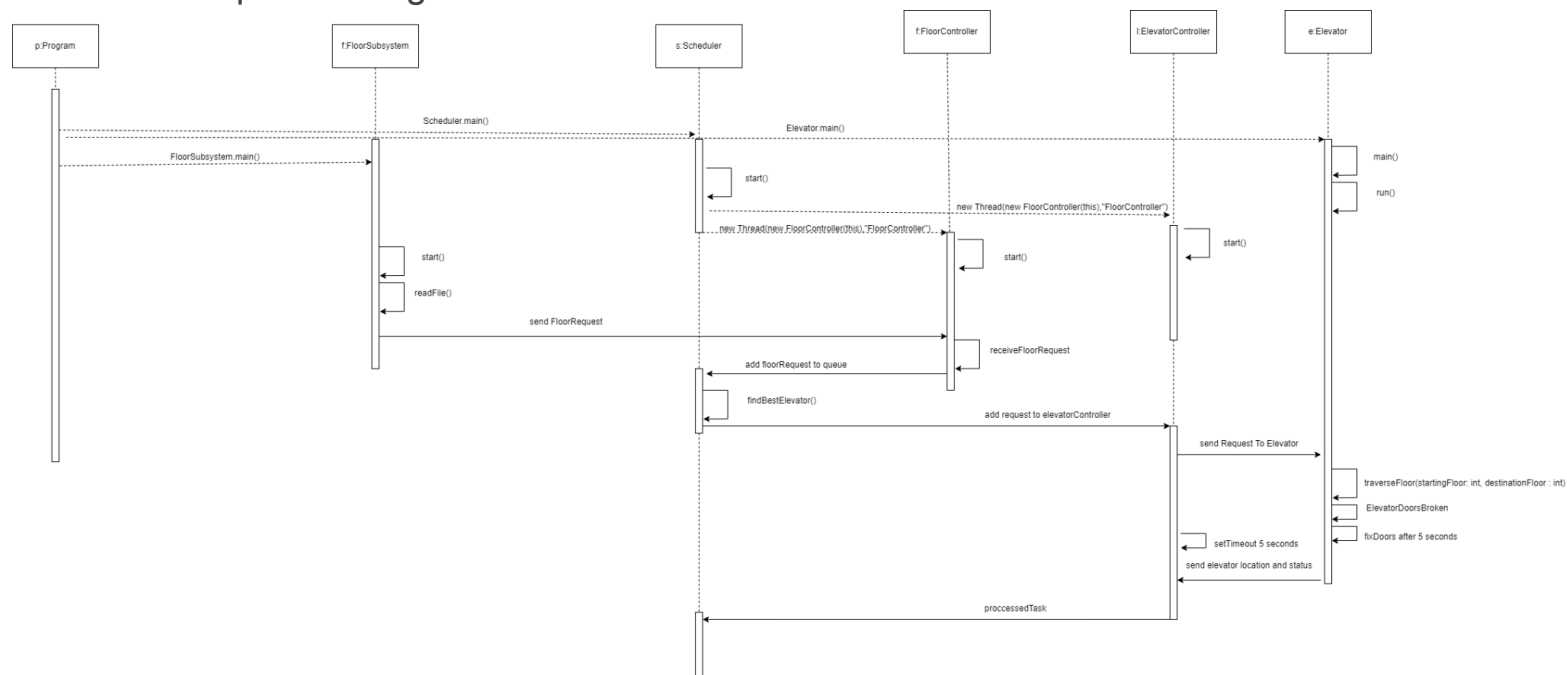 p:Program
f:FloorSubsystem
s:Scheduler
f:FloorController
l:ElevatorController
e:Elevator
Scheduler.main()
Elevator.main()
FloorSubsystem.main()
main()
start()
run()
new Thread(new FloorController(this),"FloorController")
new Thread(new FloorController(this),"FloorController")
start()
start()
start()
readFile()
send FloorRequest
receiveFloorRequest
add floorRequest to queue
findBestElevator()
add request to elevatorController
send Request To Elevator
traverseFloor(startingFloor: int, destinationFloor : int)
ElevatorDoorsBroken
fixDoors after 5 seconds
setTimeout 5 seconds
send elevator location and status
proccessedTask